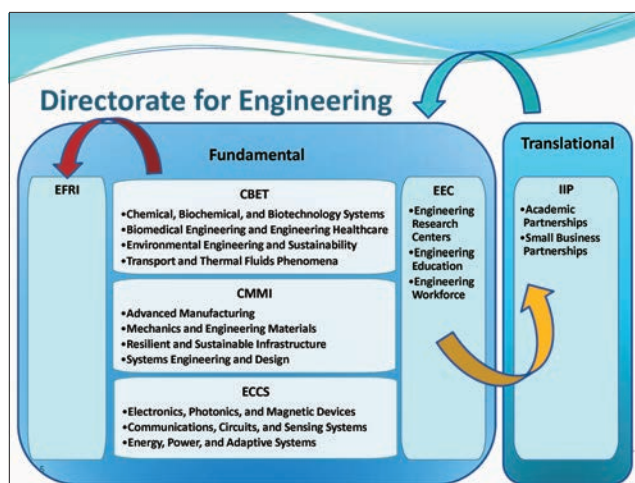 Directorate for Engineering
Fundamental
EFRI
CBET
•Chemical, Biochemical, and Biotechnology Systems
•Biomedical Engineering and Engineering Healthcare
•Environmental Engineering and Sustainability
•Transport and Thermal Fluids Phenomena
CMMI
•Advanced Manufacturing
•Mechanics and Engineering Materials
•Resilient and Sustainable Infrastructure
•Systems Engineering and Design
ECCS
•Electronics, Photonics, and Magnetic Devices
•Communications, Circuits, and Sensing Systems
•Energy, Power, and Adaptive Systems
EEC
•Engineering
Research
Centers
•Engineering
Education
•Engineering
Workforce
Translational
IIP
•Academic
Partnerships
•Small Business
Partnerships